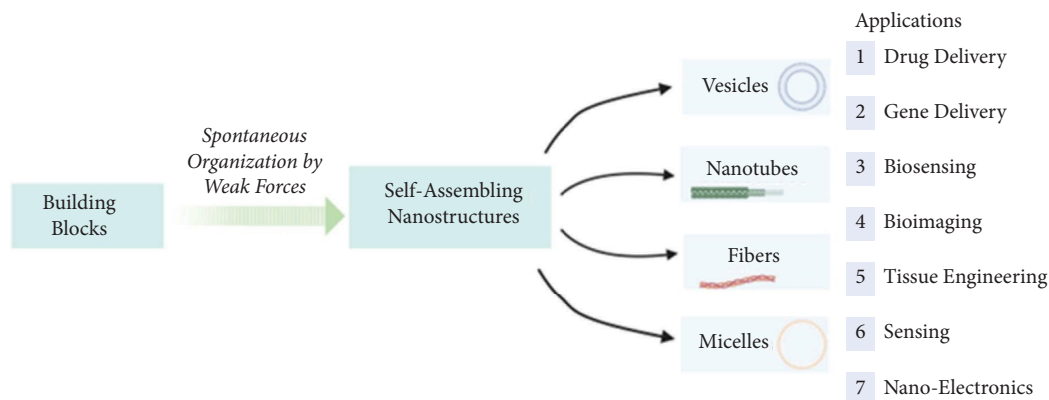 Building
Blocks
Spontaneous
Organization by
Weak Forces
Self-Assembling
Nanostructures
Vesicles
Nanotubes
Fibers
Micelles
Applications
1 Drug Delivery
2 Gene Delivery
3 Biosensing
4 Bioimaging
5 Tissue Engineering
6 Sensing
7 Nano-Electronics